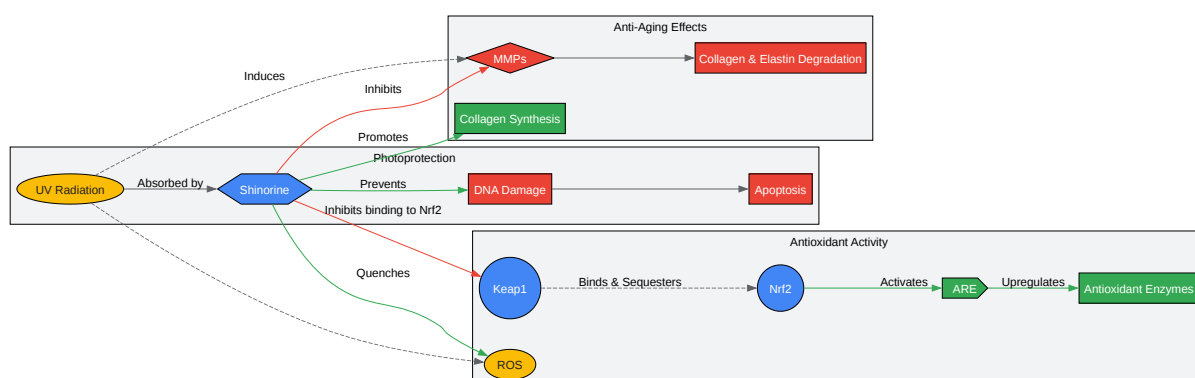 Anti-Aging Effects
MMPs
Collagen & Elastin Degradation
Induces
Inhibits
Collagen Synthesis
Promotes
Photoprotection
UV Radiation
Absorbed by
Shinorine
Prevents
DNA Damage
Apoptosis
Inhibits binding to Nrf2
Antioxidant Activity
Quenches
Keap1
Binds & Sequesters
Nrf2
Activates
ARE
Upregulates
Antioxidant Enzymes
ROS